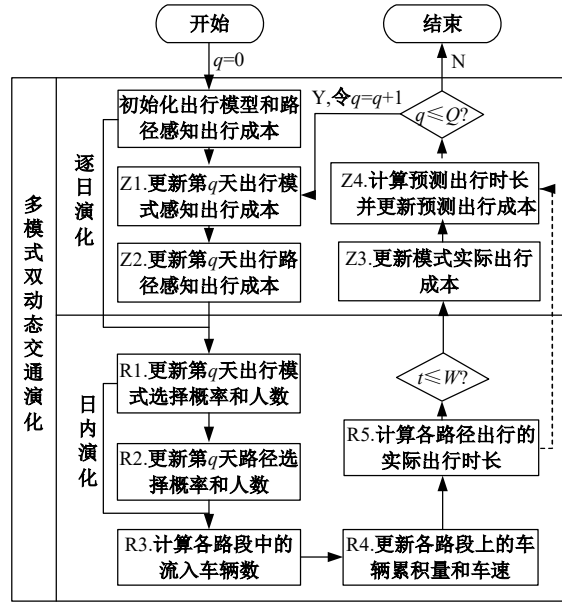 开始
q=0
初始化出行模型和路
径感知出行成本
Z1.更新第q天出行模
式感知出行成本
Z2.更新第q天出行路
径感知出行成本
R1.更新第q天出行模
式选择概率和人数
R2.更新第q天路径选
择概率和人数
R3.计算各路段中的
流入车辆数
R4.更新各路段上的车
辆累积量和车速
R5.计算各路径出行的
实际出行时长
t≤W?
Z3.更新模式实际出行
成本
Z4.计算预测出行时长
并更新预测出行成本
q≤Q?
Y,令q=q+1
N
结束
多模式双动态交通演化
逐日演化
日内演化